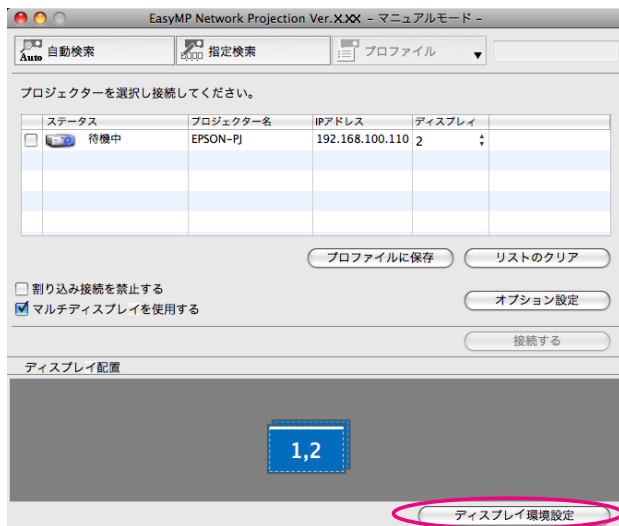 EasyMP Network Projection Ver.X.XX – マニュアルモード –
Auto 自動検索 指定検索 プロファイル
プロジェクターを選択し接続してください。
ステータス プロジェクター名 IPアドレス ディスプレイ
待機中 EPSON-PJ 192.168.100.110 2
プロファイルに保存 リストのクリア
割り込み接続を禁止する
オプション設定
マルチディスプレイを使用する
接続する
ディスプレイ配置
1,2
ディスプレイ環境設定